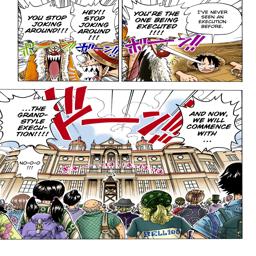 I'VE NEVER
SEEN AN
EXECUTION
BEFORE.
YOU'RE THE
ONE BEING
EXECUTED
!!!!
HEY!!
STOP
JOKING
AROUND!!!
YOU STOP
JOKING
AROUND!!!
AND NOW,
WE WILL
COMMENCE
WITH
...
...THE
GRAND-
STYLE
EXECU-
TION!!!
NO-O-O
!!!